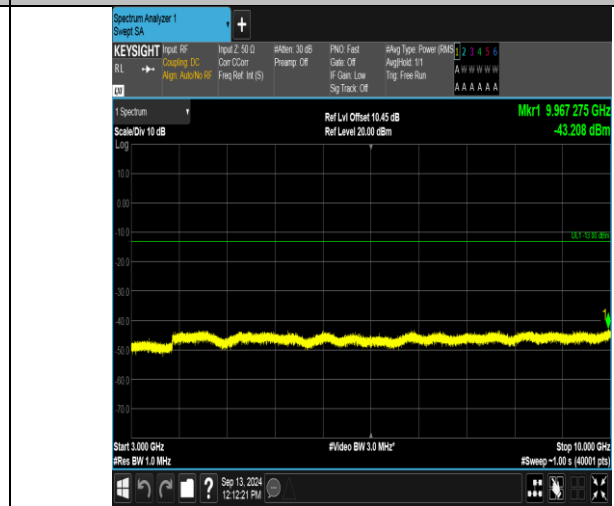 Spectrum Analyzer 1
Swept SA
+
KEYSIGHT Input: RF Input Z: 50 Ω #Atten: 30 dB PNO: Fast #Avg Type: Power (RMS 1 2 3 4 5 6
RL Coupling: DC Corr CCorr Preamp: Off Gate: Off Avg|Hold: 1/1 A W W W W W
Align: Auto/No RF Freq Ref: Int (S) IF Gain: Low Trig: Free Run
Sig Track: Off A A A A A A
LXI
1 Spectrum Ref Lvl Offset 10.45 dB Mkr1 9.967 275 GHz
Scale/Div 10 dB Ref Level 20.00 dBm -43.208 dBm
Log
10.0
0.00
-10.0
DL1 -13.00 dBm
-20.0
-30.0
-40.0
1
-50.0
-60.0
-70.0
Start 3.000 GHz #Video BW 3.0 MHz* Stop 10.000 GHz
#Res BW 1.0 MHz #Sweep ~1.00 s (40001 pts)
? Sep 13, 2024
12:12:21 PM